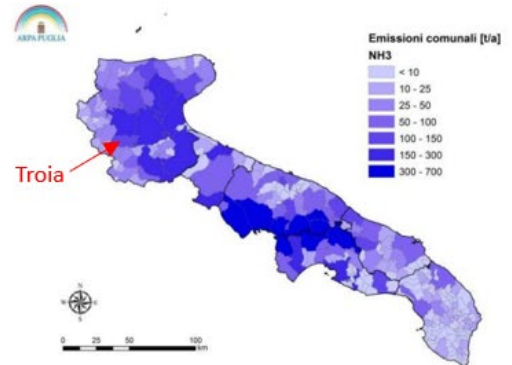 ARPA PUGLIA
Emissioni comunali [t/a]
NH3
< 10
10 - 25
25 - 50
50 - 100
100 - 150
150 - 300
300 - 700
Troia
N
W
E
S
0 25 50 100
km